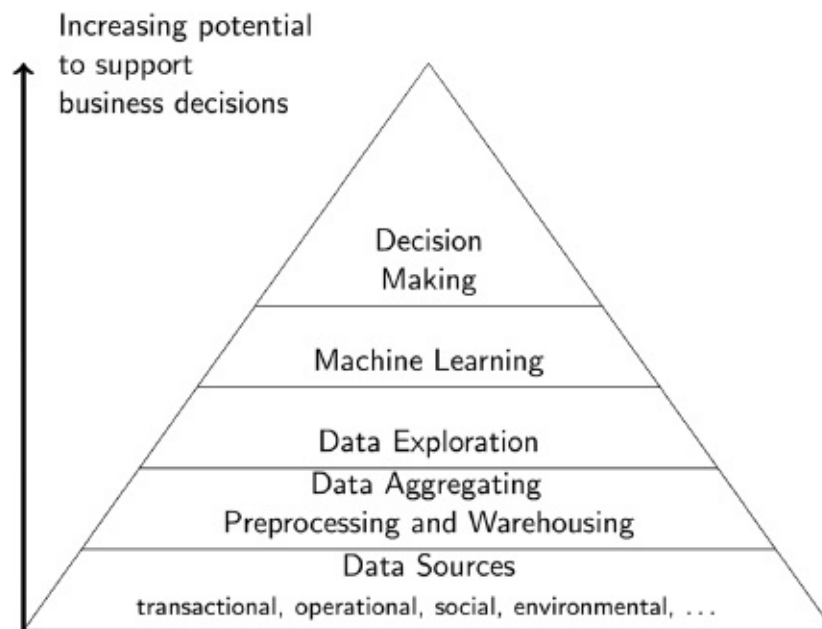 Increasing potential
to support
business decisions
Decision
Making
Machine Learning
Data Exploration
Data Aggregating
Preprocessing and Warehousing
Data Sources
transactional, operational, social, environmental, ...